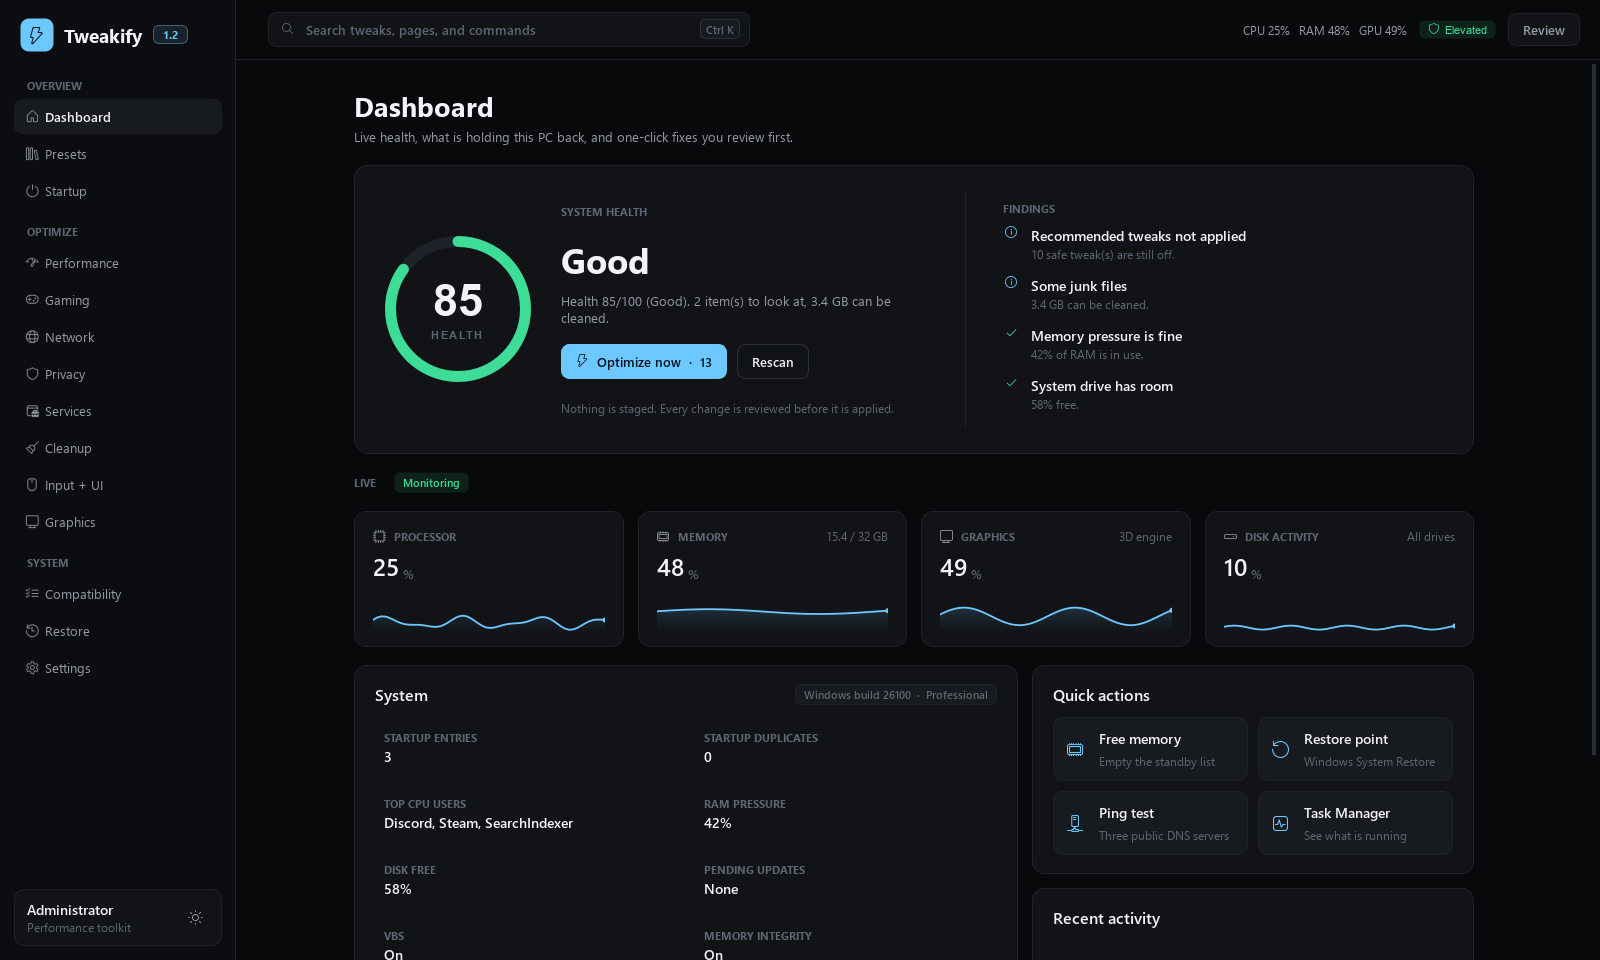 Tweakify 1.2
Search tweaks, pages, and commands Ctrl K
CPU 25% RAM 48% GPU 49% Elevated Review
OVERVIEW
Dashboard
Presets
Startup
OPTIMIZE
Performance
Gaming
Network
Privacy
Services
Cleanup
Input + UI
Graphics
SYSTEM
Compatibility
Restore
Settings
Administrator
Performance toolkit
Dashboard
Live health, what is holding this PC back, and one-click fixes you review first.
85
HEALTH
SYSTEM HEALTH
Good
Health 85/100 (Good). 2 item(s) to look at, 3.4 GB can be
cleaned.
Optimize now · 13 Rescan
Nothing is staged. Every change is reviewed before it is applied.
FINDINGS
Recommended tweaks not applied
10 safe tweak(s) are still off.
Some junk files
3.4 GB can be cleaned.
Memory pressure is fine
42% of RAM is in use.
System drive has room
58% free.
LIVE Monitoring
PROCESSOR
25 %
MEMORY 15.4 / 32 GB
48 %
GRAPHICS 3D engine
49 %
DISK ACTIVITY All drives
10 %
System Windows build 26100 · Professional
STARTUP ENTRIES
3
STARTUP DUPLICATES
0
TOP CPU USERS
Discord, Steam, SearchIndexer
RAM PRESSURE
42%
DISK FREE
58%
PENDING UPDATES
None
VBS
On
MEMORY INTEGRITY
On
Quick actions
Free memory
Empty the standby list
Restore point
Windows System Restore
Ping test
Three public DNS servers
Task Manager
See what is running
Recent activity